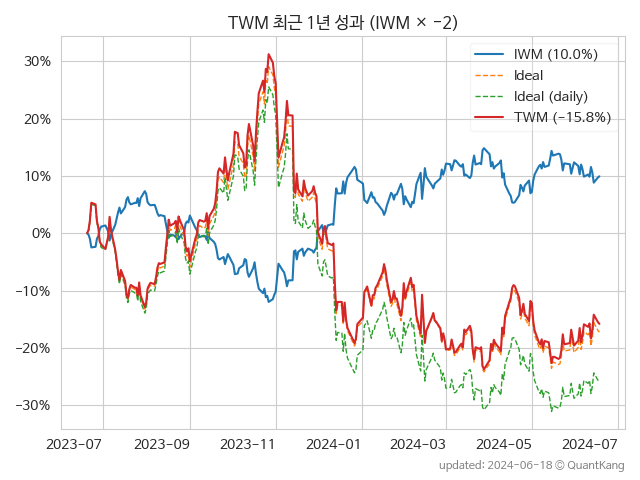 TWM 최근 1년 성과 (IWM × −2)
IWM (10.0%)
Ideal
Ideal (daily)
TWM (−15.8%)
30%
20%
10%
0%
−10%
−20%
−30%
2023-07
2023-09
2023-11
2024-01
2024-03
2024-05
2024-07
updated: 2024-06-18 © QuantKang